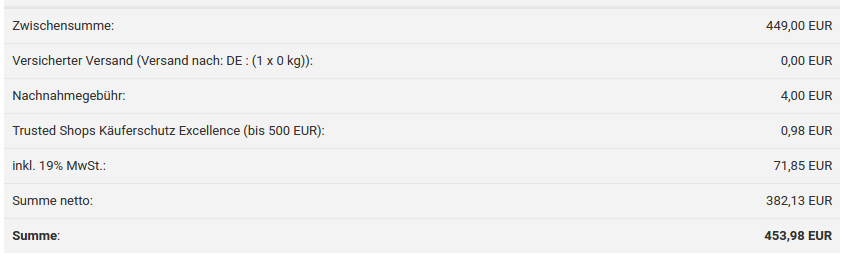 Zwischensumme: 449,00 EUR
Versicherter Versand (Versand nach: DE : (1 x 0 kg)): 0,00 EUR
Nachnahmegebühr: 4,00 EUR
Trusted Shops Käuferschutz Excellence (bis 500 EUR): 0,98 EUR
inkl. 19% MwSt.: 71,85 EUR
Summe netto: 382,13 EUR
Summe: 453,98 EUR